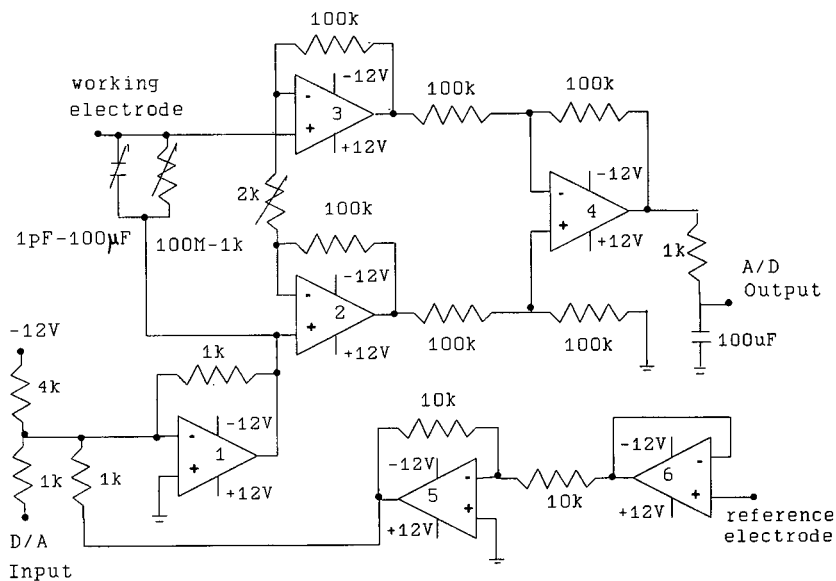 100k
-12V
working
electrode
-
3
+
+12V
100k
100k
2k
1pF-100µF
100M-1k
100k
-12V
-
2
+
+12V
-12V
-
4
+
+12V
1k
A/D
Output
100uF
100k
100k
-12V
4k
1k
-12V
-
1
+
+12V
1k
1k
D/A
Input
10k
-12V
-
5
+
+12V
10k
-12V
-
6
+
+12V
reference
electrode